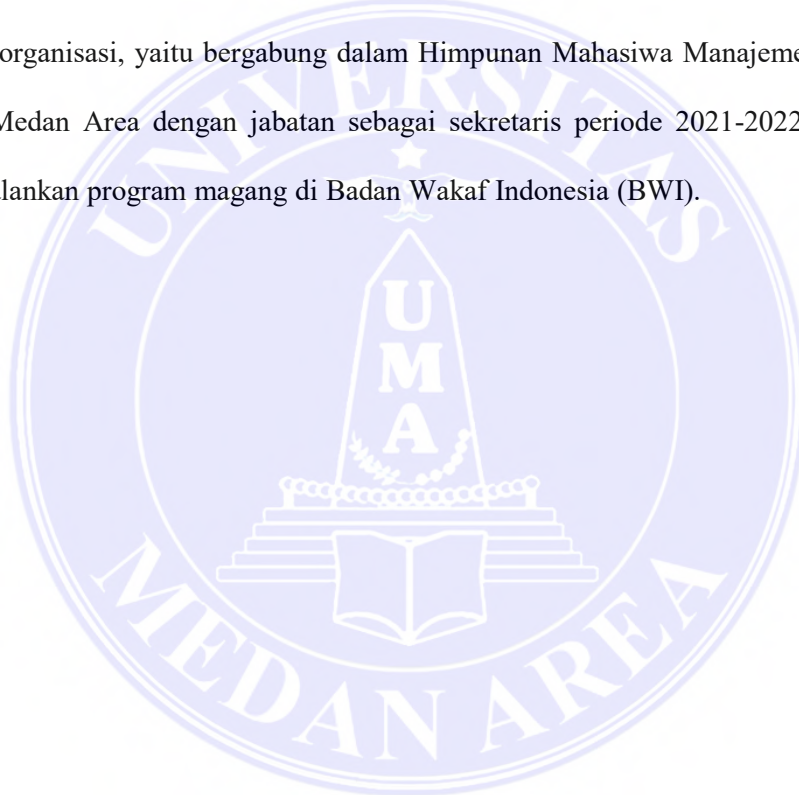 organisasi, yaitu bergabung dalam Himpunan Mahasiwa Manajeme
Medan Area dengan jabatan sebagai sekretaris periode 2021-2022
lankan program magang di Badan Wakaf Indonesia (BWI).
UNIVERSITAS
U
M
A
MEDAN AREA